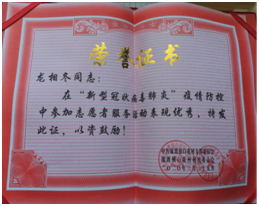 荣誉证书
龙相冬同志：
在“新型冠状病毒肺炎”疫情防控
中参加志愿者服务活动表现优秀，特发
此证，以资鼓励！